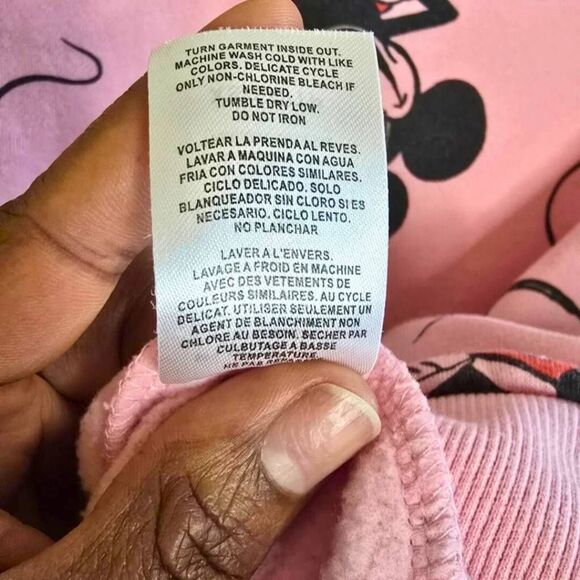 TURN GARMENT INSIDE OUT.
MACHINE WASH COLD WITH LIKE
COLORS. DELICATE CYCLE
ONLY NON-CHLORINE BLEACH IF
NEEDED.
TUMBLE DRY LOW.
DO NOT IRON
VOLTEAR LA PRENDA AL REVES.
LAVAR A MAQUINA CON AGUA
FRIA CON COLORES SIMILARES.
CICLO DELICADO. SOLO
BLANQUEADOR SIN CLORO SI ES
NECESARIO. CICLO LENTO.
NO PLANCHAR
LAVER A L'ENVERS.
LAVAGE A FROID EN MACHINE
AVEC DES VETEMENTS DE
COULEURS SIMILAIRES. AU CYCLE
DELICAT. UTILISER SEULEMENT UN
AGENT DE BLANCHIMENT NON
CHLORE AU BESOIN. SECHER PAR
CULBUTAGE A BASSE
TEMPERATURE.
NE PAS REPASSER